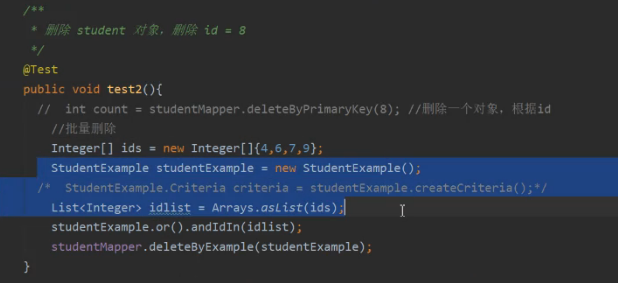 /**
* 删除 student 对象，删除 id = 8
*/
@Test
public void test2(){
//  int count = studentMapper.deleteByPrimaryKey(8); //删除一个对象，根据id
//批量删除
Integer[] ids = new Integer[]{4,6,7,9};
StudentExample studentExample = new StudentExample();
/*  StudentExample.Criteria criteria = studentExample.createCriteria();*/
List<Integer> idlist = Arrays.asList(ids);
studentExample.or().andIdIn(idlist);
studentMapper.deleteByExample(studentExample);
}